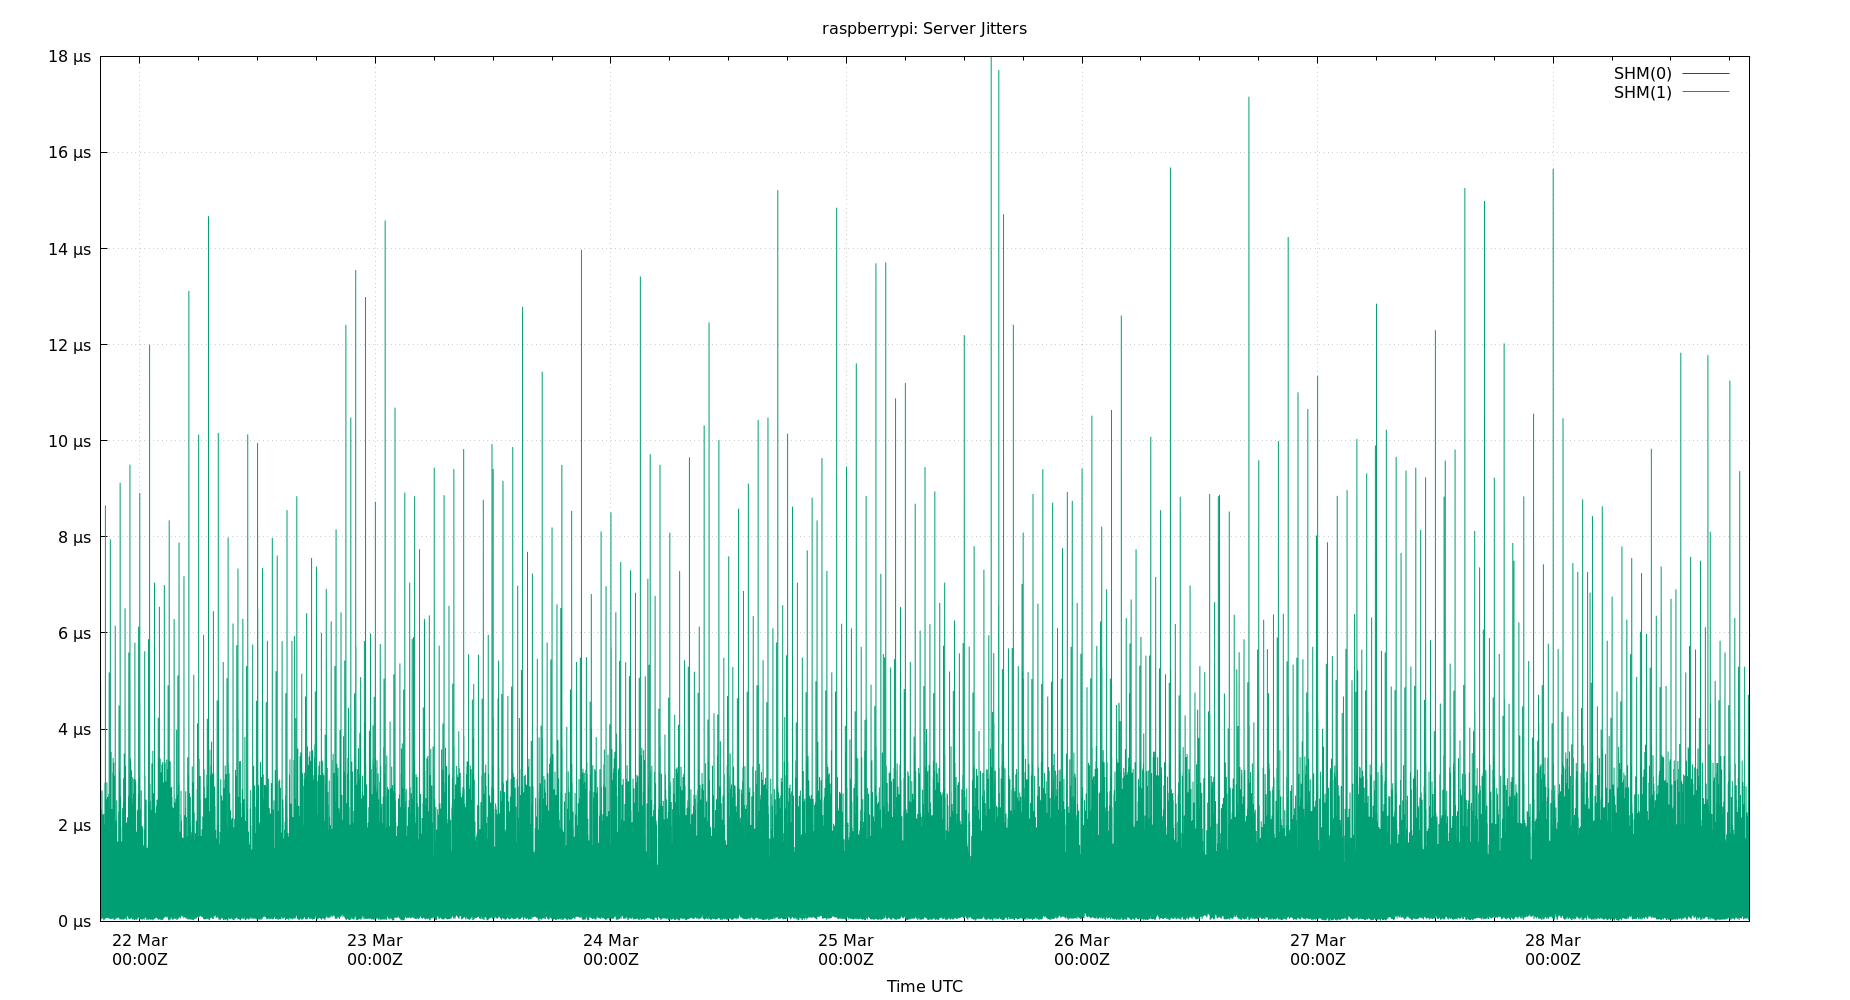 raspberrypi: Server Jitters
18 µs
16 µs
14 µs
12 µs
10 µs
8 µs
6 µs
4 µs
2 µs
0 µs
SHM(0)
SHM(1)
22 Mar 23 Mar 24 Mar 25 Mar 26 Mar 27 Mar 28 Mar
00:00Z 00:00Z 00:00Z 00:00Z 00:00Z 00:00Z 00:00Z
Time UTC